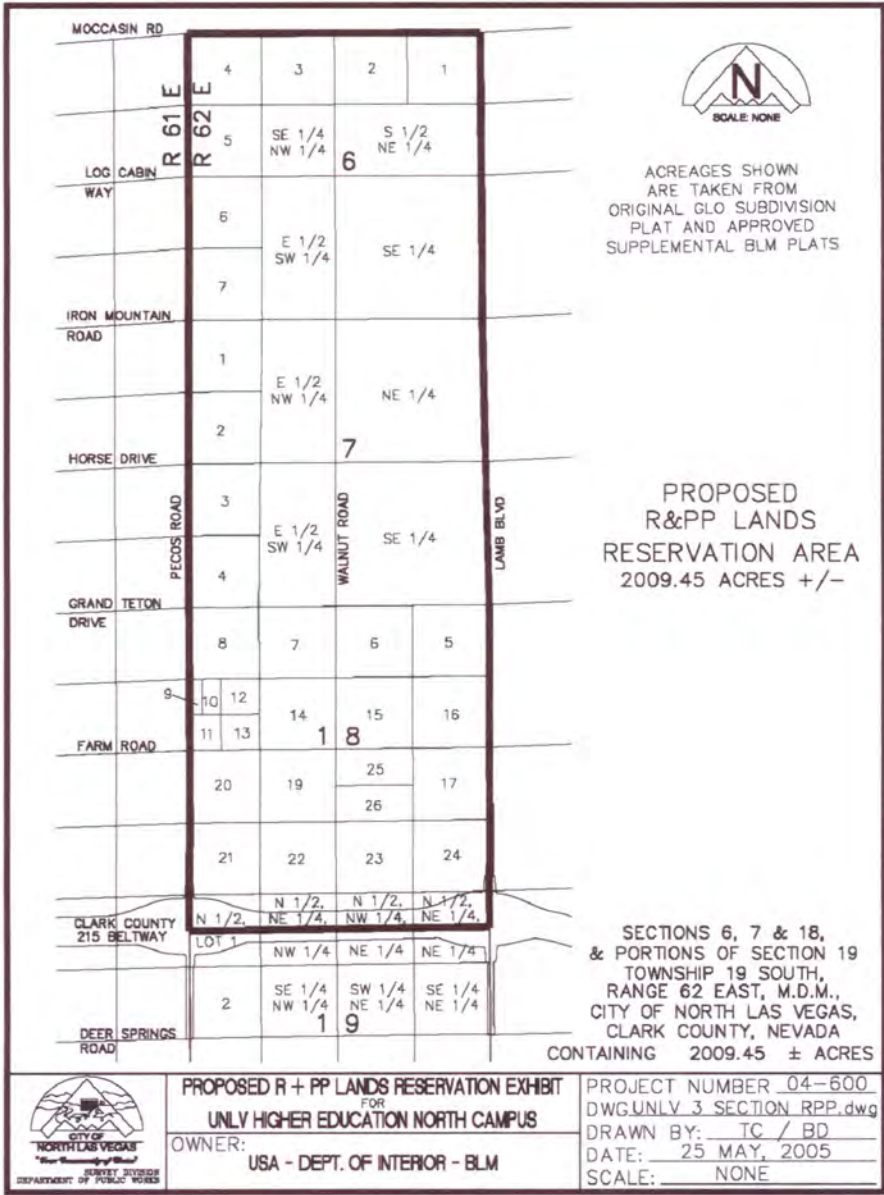 MOCCASIN RD
4 3 2 1
R 61 E
R 62 E
5
SE 1/4
NW 1/4
S 1/2
NE 1/4
6
LOG CABIN
WAY
6
E 1/2
SW 1/4
SE 1/4
7
IRON MOUNTAIN
ROAD
1
E 1/2
NW 1/4
NE 1/4
2
7
HORSE DRIVE
PECOS ROAD
WALNUT ROAD
LAMB BLVD
3
E 1/2
SW 1/4
SE 1/4
4
GRAND TETON
DRIVE
8 7 6 5
9 10 12
14 15 16
11 13
1 8
FARM ROAD
20 19 25 17
26
21 22 23 24
N 1/2, N 1/2, N 1/2,
CLARK COUNTY N 1/2, NE 1/4, NW 1/4, NE 1/4,
215 BELTWAY LOT 1
NW 1/4 NE 1/4 NE 1/4
2
SE 1/4 SW 1/4 SE 1/4
NW 1/4 NE 1/4 NE 1/4
1 9
DEER SPRINGS
ROAD
N
SCALE: NONE
ACREAGES SHOWN
ARE TAKEN FROM
ORIGINAL GLO SUBDIVISION
PLAT AND APPROVED
SUPPLEMENTAL BLM PLATS
PROPOSED
R&PP LANDS
RESERVATION AREA
2009.45 ACRES +/-
SECTIONS 6, 7 & 18,
& PORTIONS OF SECTION 19
TOWNSHIP 19 SOUTH,
RANGE 62 EAST, M.D.M.,
CITY OF NORTH LAS VEGAS,
CLARK COUNTY, NEVADA
CONTAINING 2009.45 ± ACRES
CITY OF
NORTH LAS VEGAS
SURVEY DIVISION
DEPARTMENT OF PUBLIC WORKS
PROPOSED R + PP LANDS RESERVATION EXHIBIT
FOR
UNLV HIGHER EDUCATION NORTH CAMPUS
OWNER:
USA - DEPT. OF INTERIOR - BLM
PROJECT NUMBER 04-600
DWG UNLV 3 SECTION RPP.dwg
DRAWN BY: TC / BD
DATE: 25 MAY, 2005
SCALE: NONE